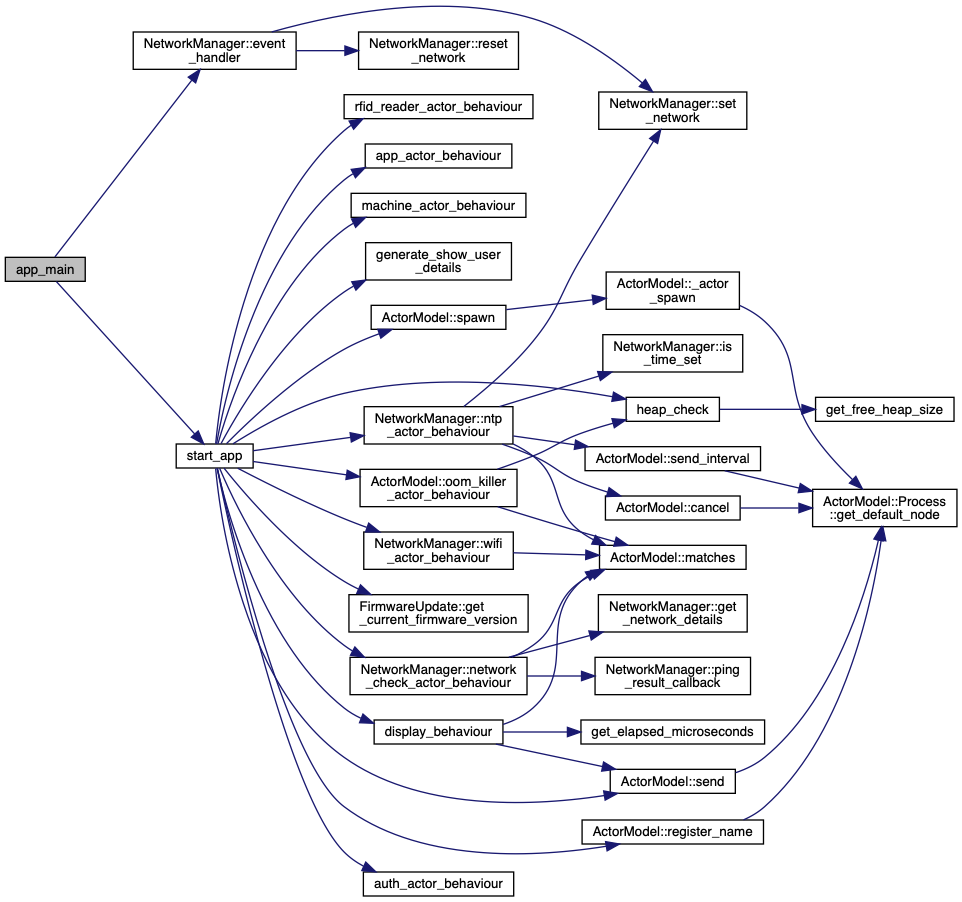 NetworkManager::event
_handler
NetworkManager::reset
_network
NetworkManager::set
_network
rfid_reader_actor_behaviour
app_actor_behaviour
machine_actor_behaviour
generate_show_user
_details
app_main
ActorModel::_actor
_spawn
ActorModel::spawn
NetworkManager::is
_time_set
heap_check
get_free_heap_size
NetworkManager::ntp
_actor_behaviour
start_app
ActorModel::send_interval
ActorModel::oom_killer
_actor_behaviour
ActorModel::cancel
ActorModel::Process
::get_default_node
NetworkManager::wifi
_actor_behaviour
ActorModel::matches
FirmwareUpdate::get
_current_firmware_version
NetworkManager::get
_network_details
NetworkManager::network
_check_actor_behaviour
NetworkManager::ping
_result_callback
display_behaviour
get_elapsed_microseconds
ActorModel::send
ActorModel::register_name
auth_actor_behaviour